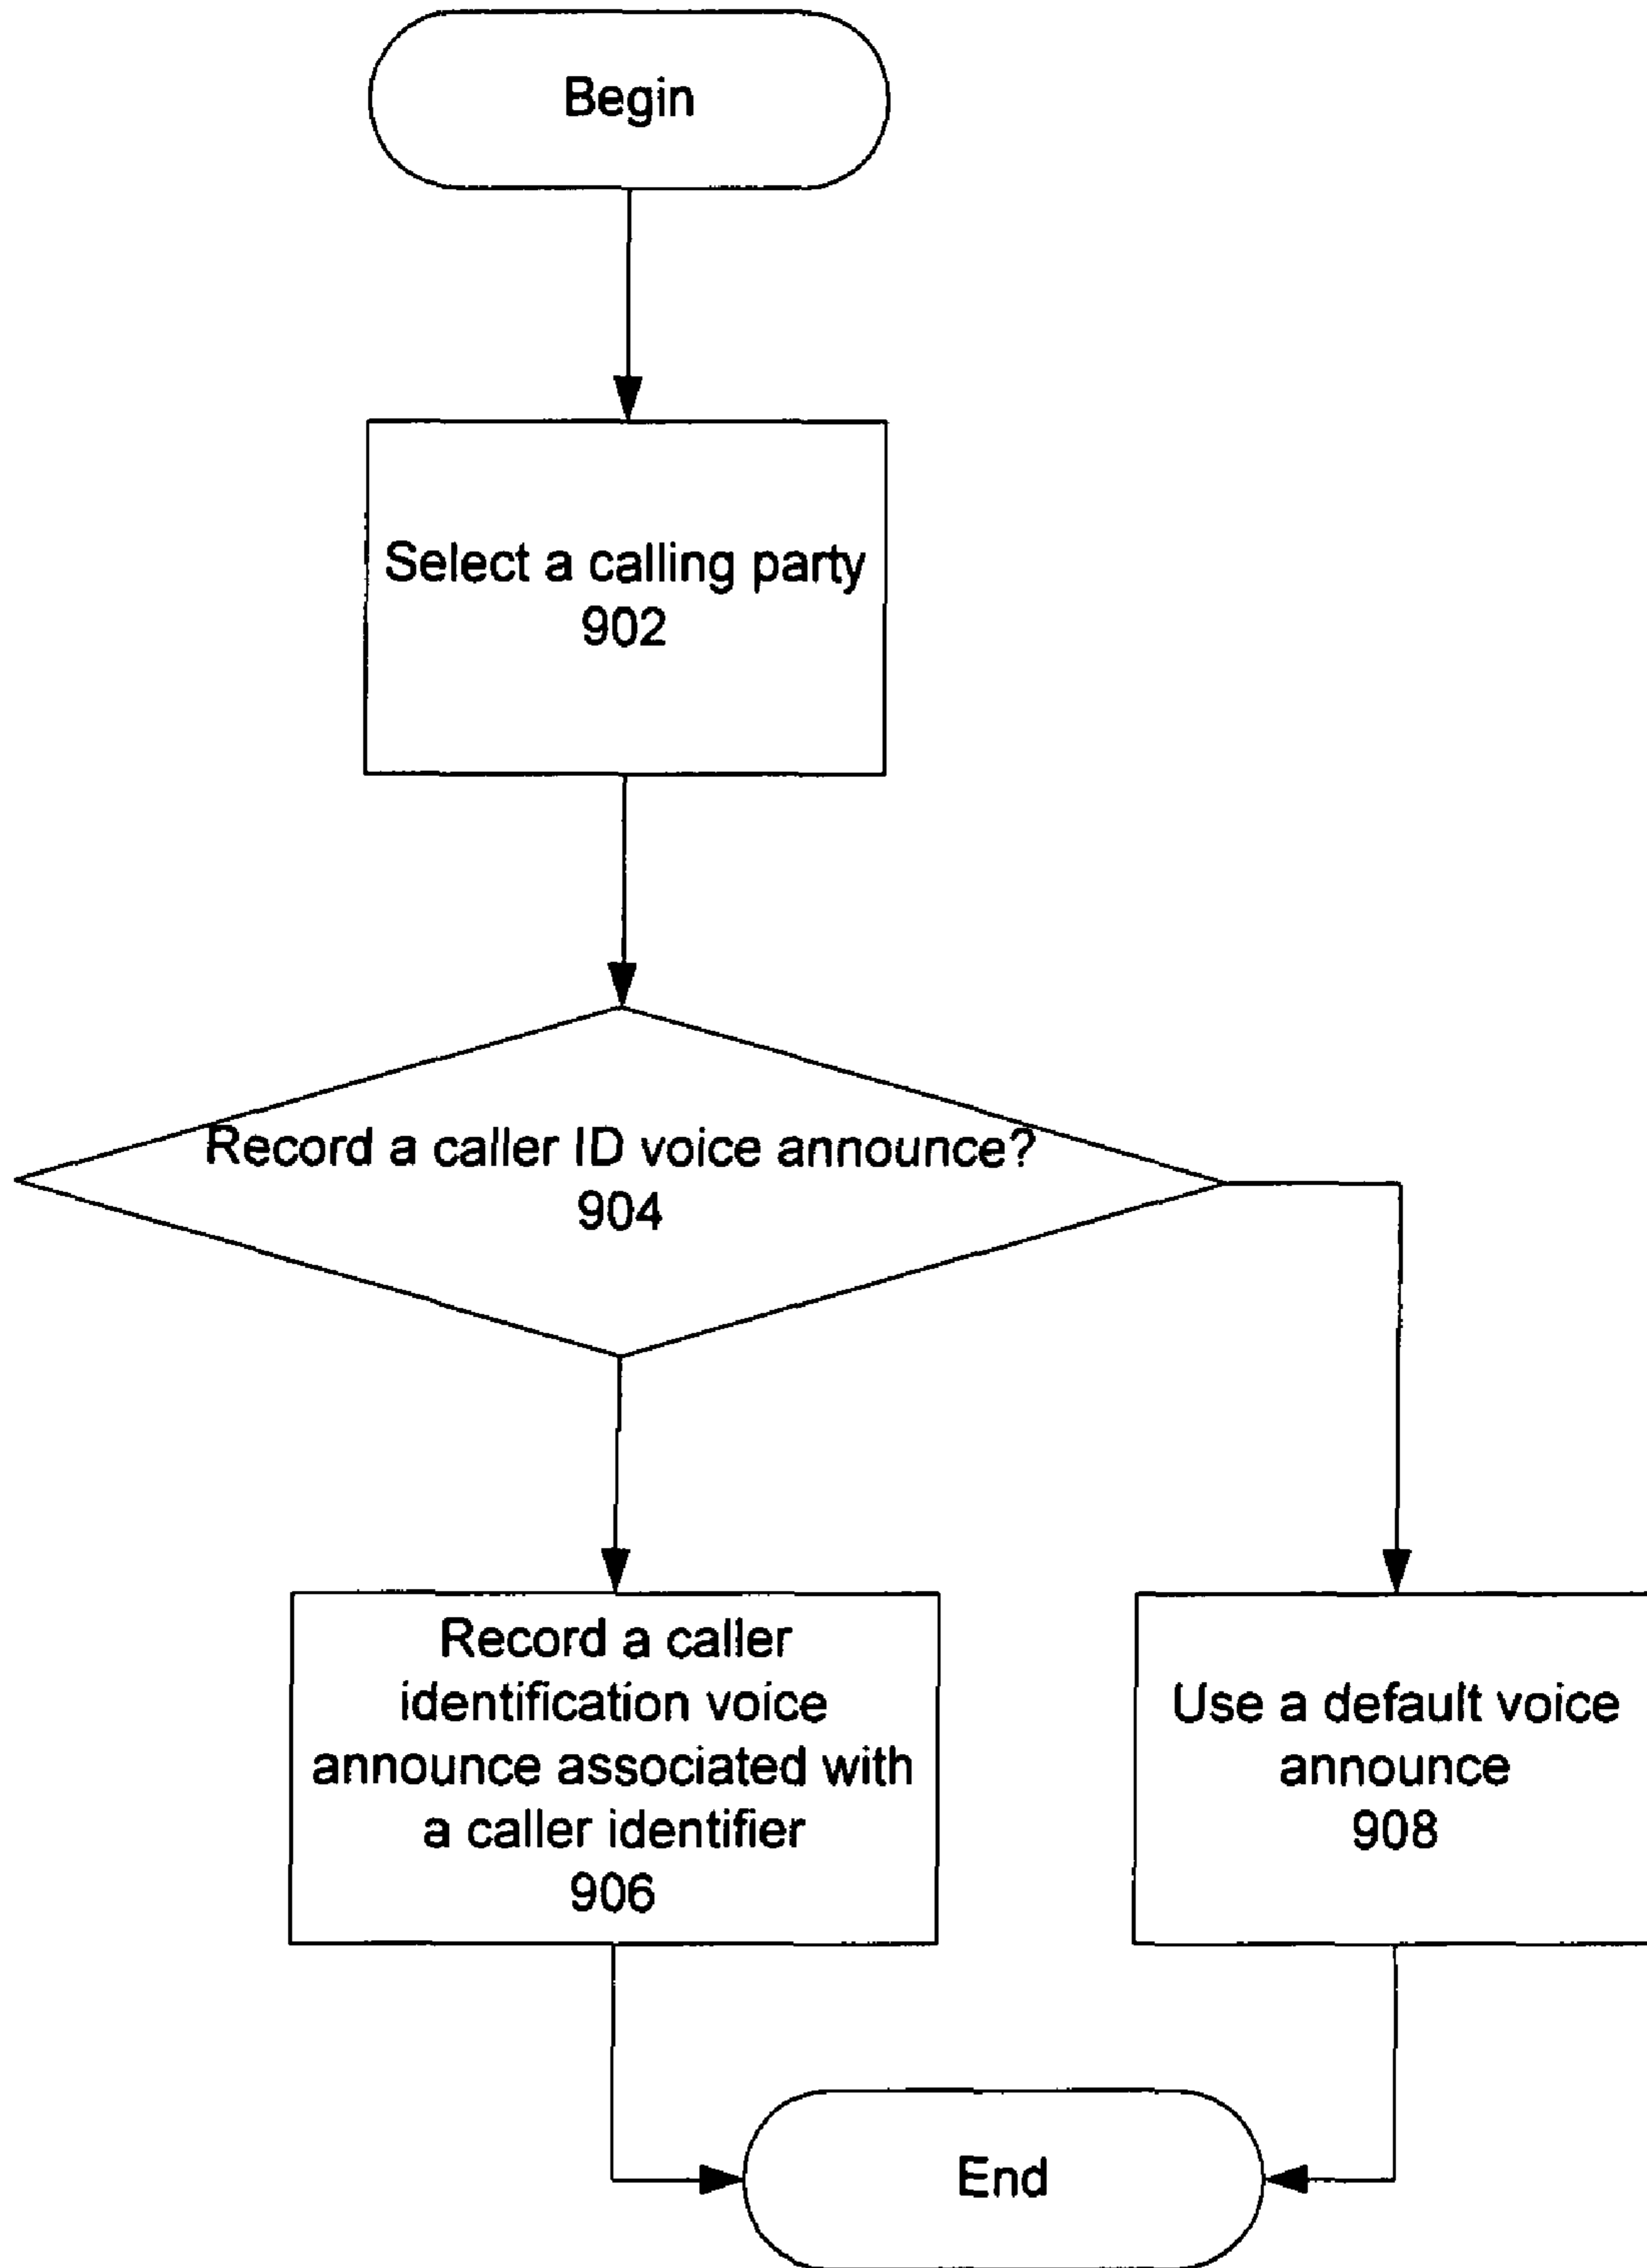 Begin
Select a calling party
902
Record a caller ID voice announce?
904
Record a caller
identification voice
announce associated with
a caller identifier
906
Use a default voice
announce
908
End